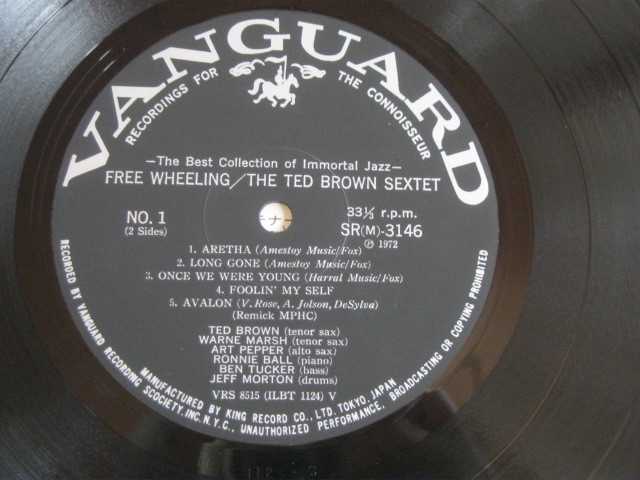 VANGUARD
RECORDINGS FOR THE CONNOISSEUR
—The Best Collection of Immortal Jazz—
FREE WHEELING/THE TED BROWN SEXTET
NO. 1
(2 Sides)
33⅓ r.p.m.
SR(M)-3146
Ⓟ 1972
1. ARETHA (Amestoy Music/Fox)
2. LONG GONE (Amestoy Music/Fox)
3. ONCE WE WERE YOUNG (Harral Music/Fox)
4. FOOLIN' MY SELF
5. AVALON (V. Rose, A. Jolson, DeSylva)
(Remick MPHC)
TED BROWN (tenor sax)
WARNE MARSH (tenor sax)
ART PEPPER (alto sax)
RONNIE BALL (piano)
BEN TUCKER (bass)
JEFF MORTON (drums)
VRS 8515 (ILBT 1124) V
MANUFACTURED BY KING RECORD CO., LTD. TOKYO, JAPAN
RECORDED BY VANGUARD RECORDING SCOCIETY, INC. N.Y.C., UNAUTHORIZED PERFORMANCE, BROADCASTING OR COPYING PROHIBITED